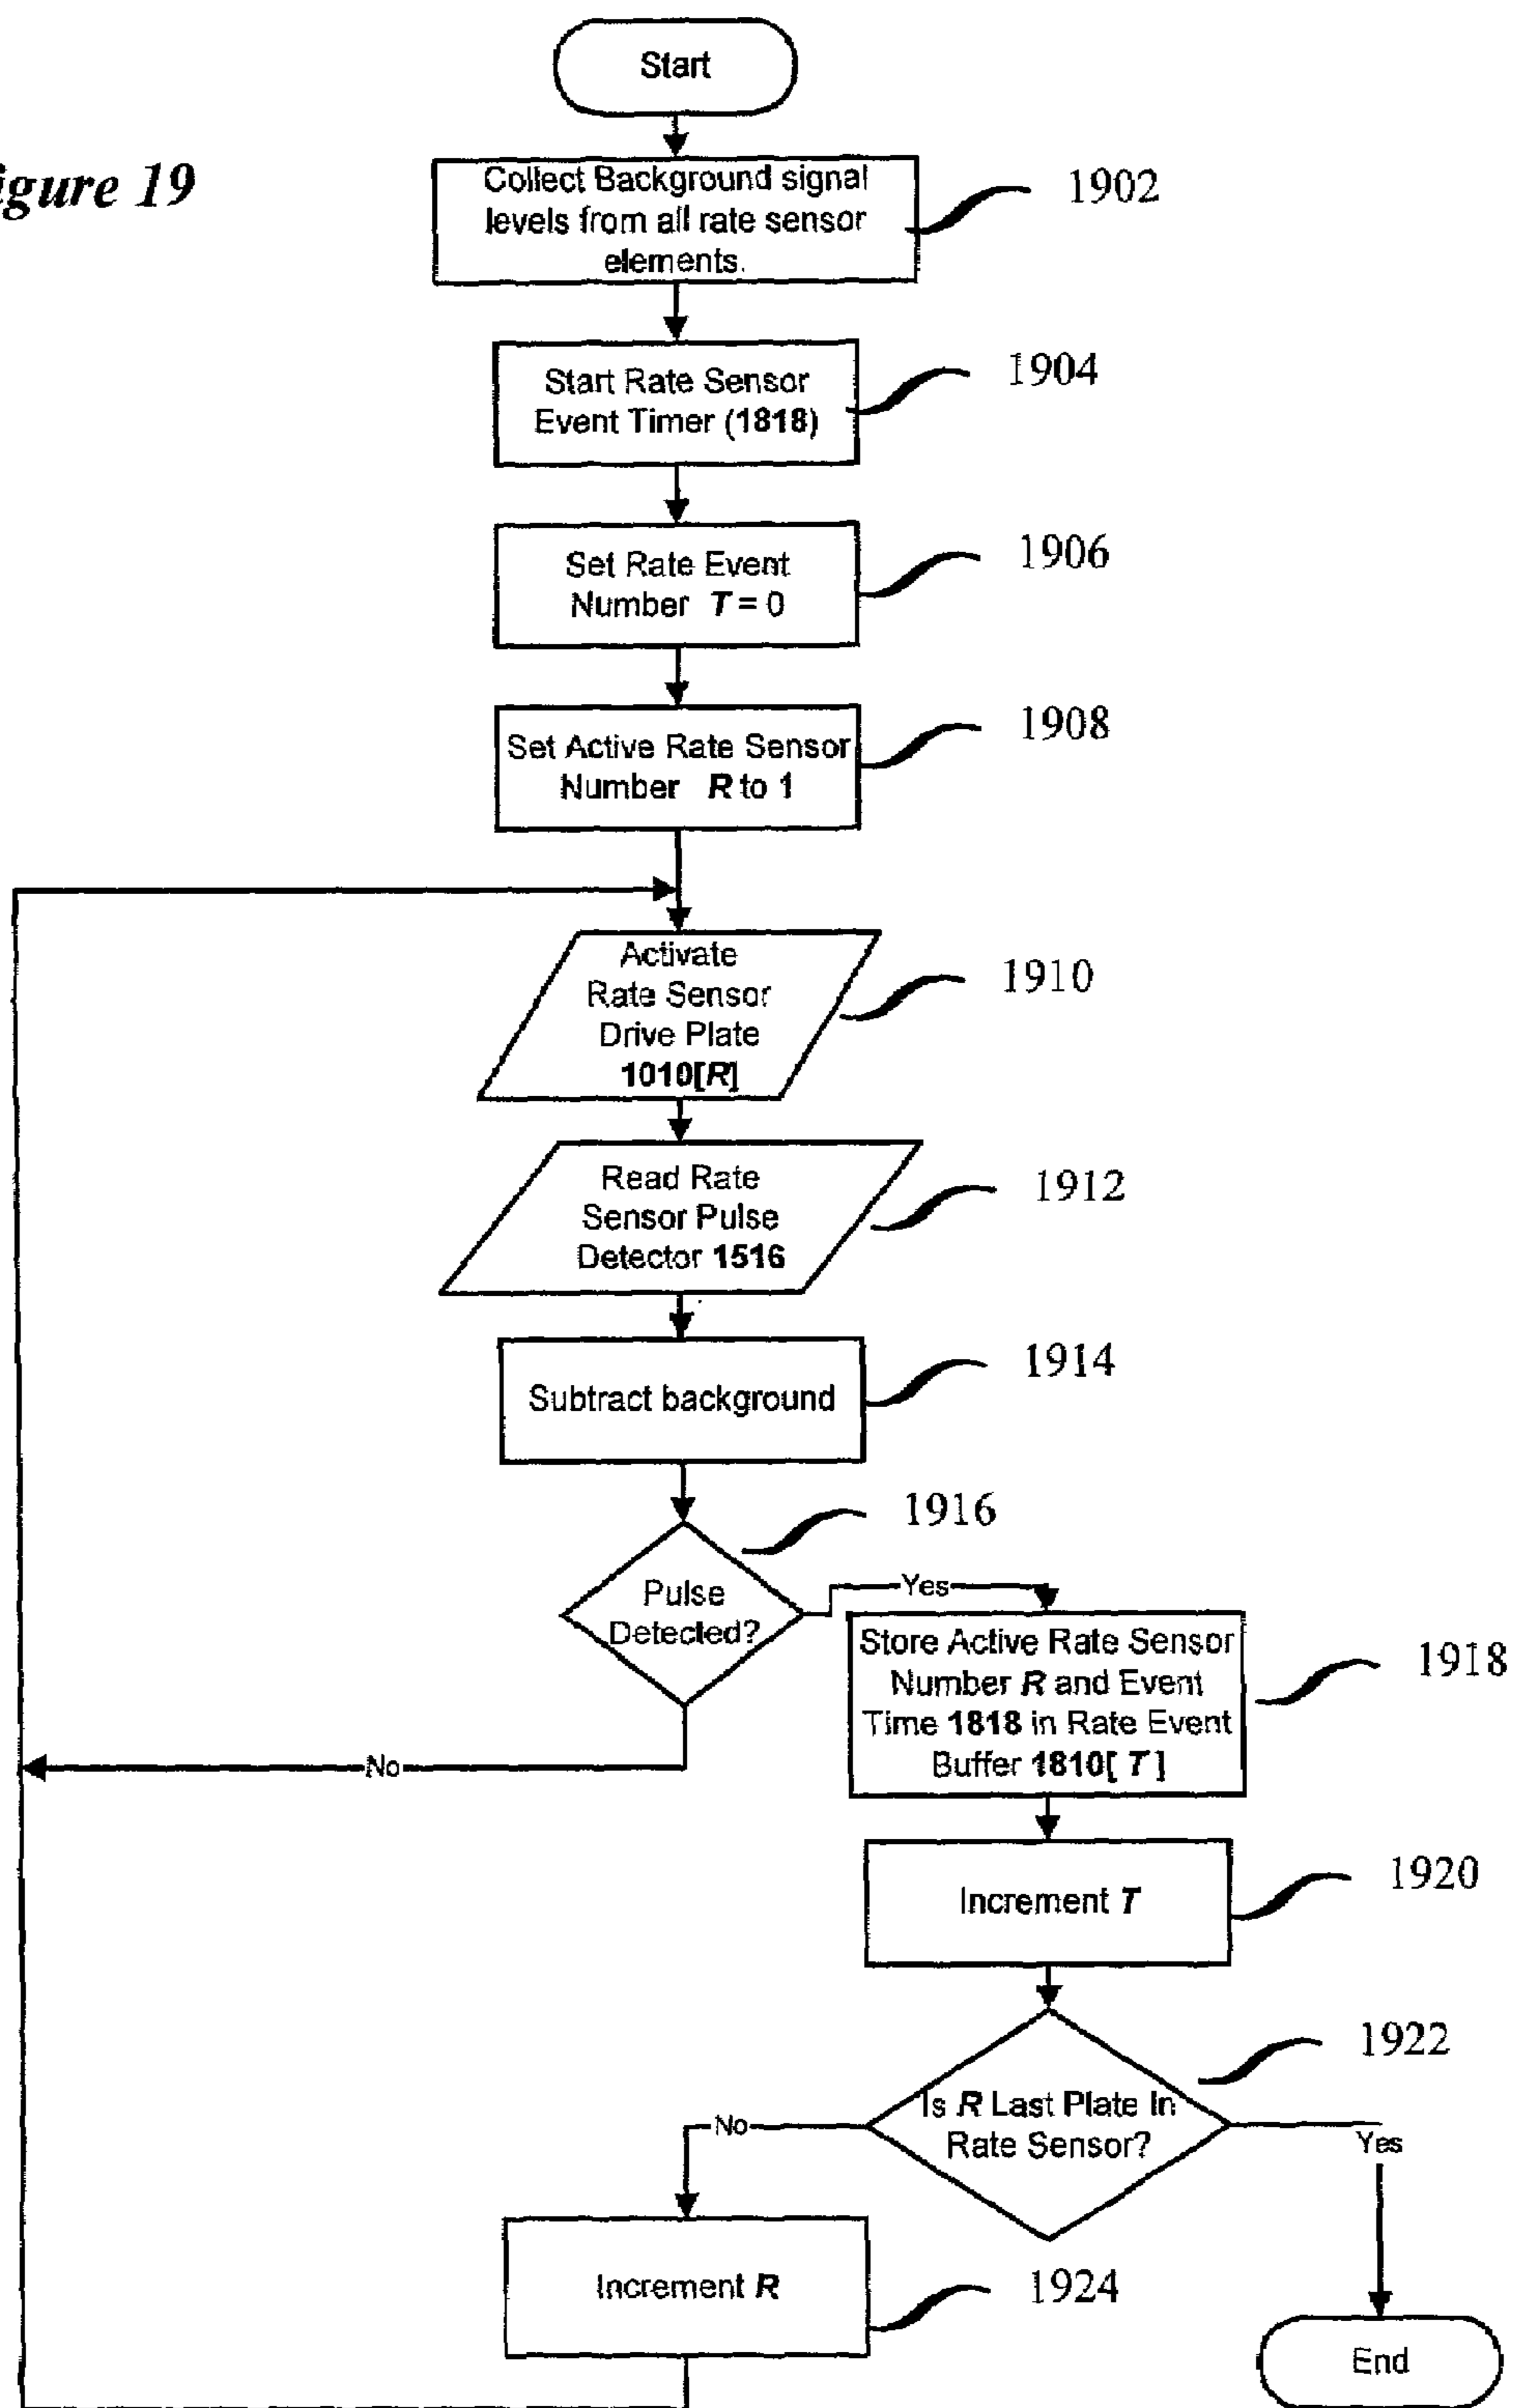 igure 19
Start
Collect Background signal
levels from all rate sensor
elements.
1902
Start Rate Sensor
Event Timer (1818)
1904
Set Rate Event
Number T = 0
1906
Set Active Rate Sensor
Number R to 1
1908
Activate
Rate Sensor
Drive Plate
1010[R]
1910
Read Rate
Sensor Pulse
Detector 1516
1912
Subtract background
1914
1916
Pulse
Detected?
Yes
No
Store Active Rate Sensor
Number R and Event
Time 1818 in Rate Event
Buffer 1810[ T ]
1918
Increment T
1920
1922
Is R Last Plate In
Rate Sensor?
No
Yes
Increment R
1924
End